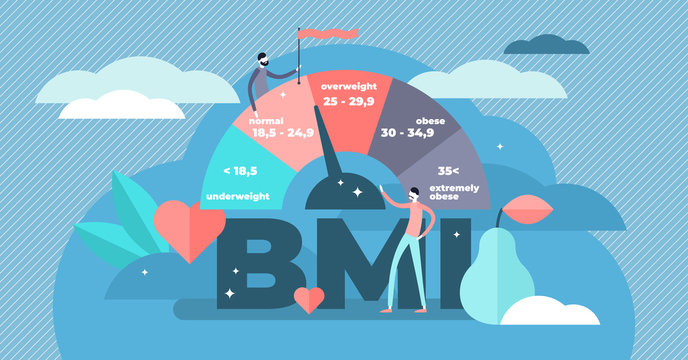 overweight
25 - 29,9
normal
18,5 - 24,9
obese
30 - 34,9
< 18,5
underweight
35<
extremely
obese
BMI